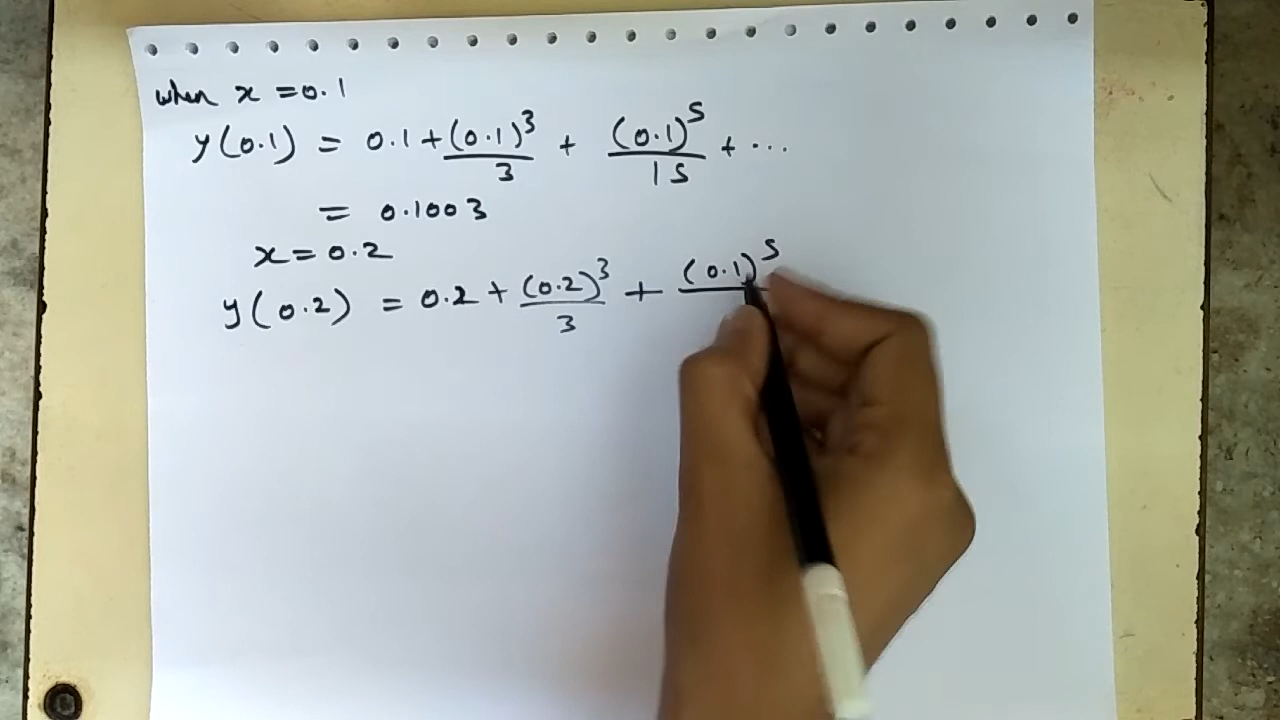 when x = 0.1
y(0.1) = 0.1 + (0.1)^3/3 + (0.1)^5/15 + ...
= 0.1003
x = 0.2
y(0.2) = 0.2 + (0.2)^3/3 + (0.1)^5